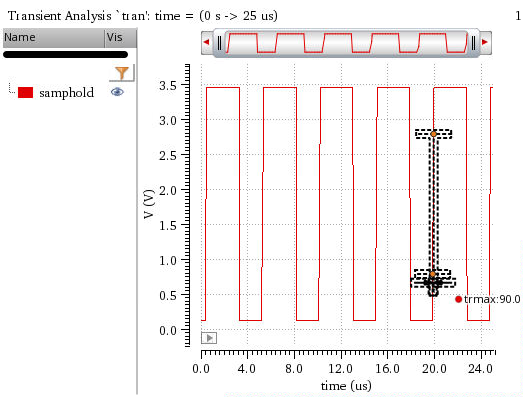 Transient Analysis `tran': time = (0 s -> 25 us)
1
Name
Vis
samphold
3.5
3.0
2.5
2.0
1.5
1.0
0.5
0.0
V (V)
trmax:90.0
0.0
4.0
8.0
12.0
16.0
20.0
24.0
time (us)